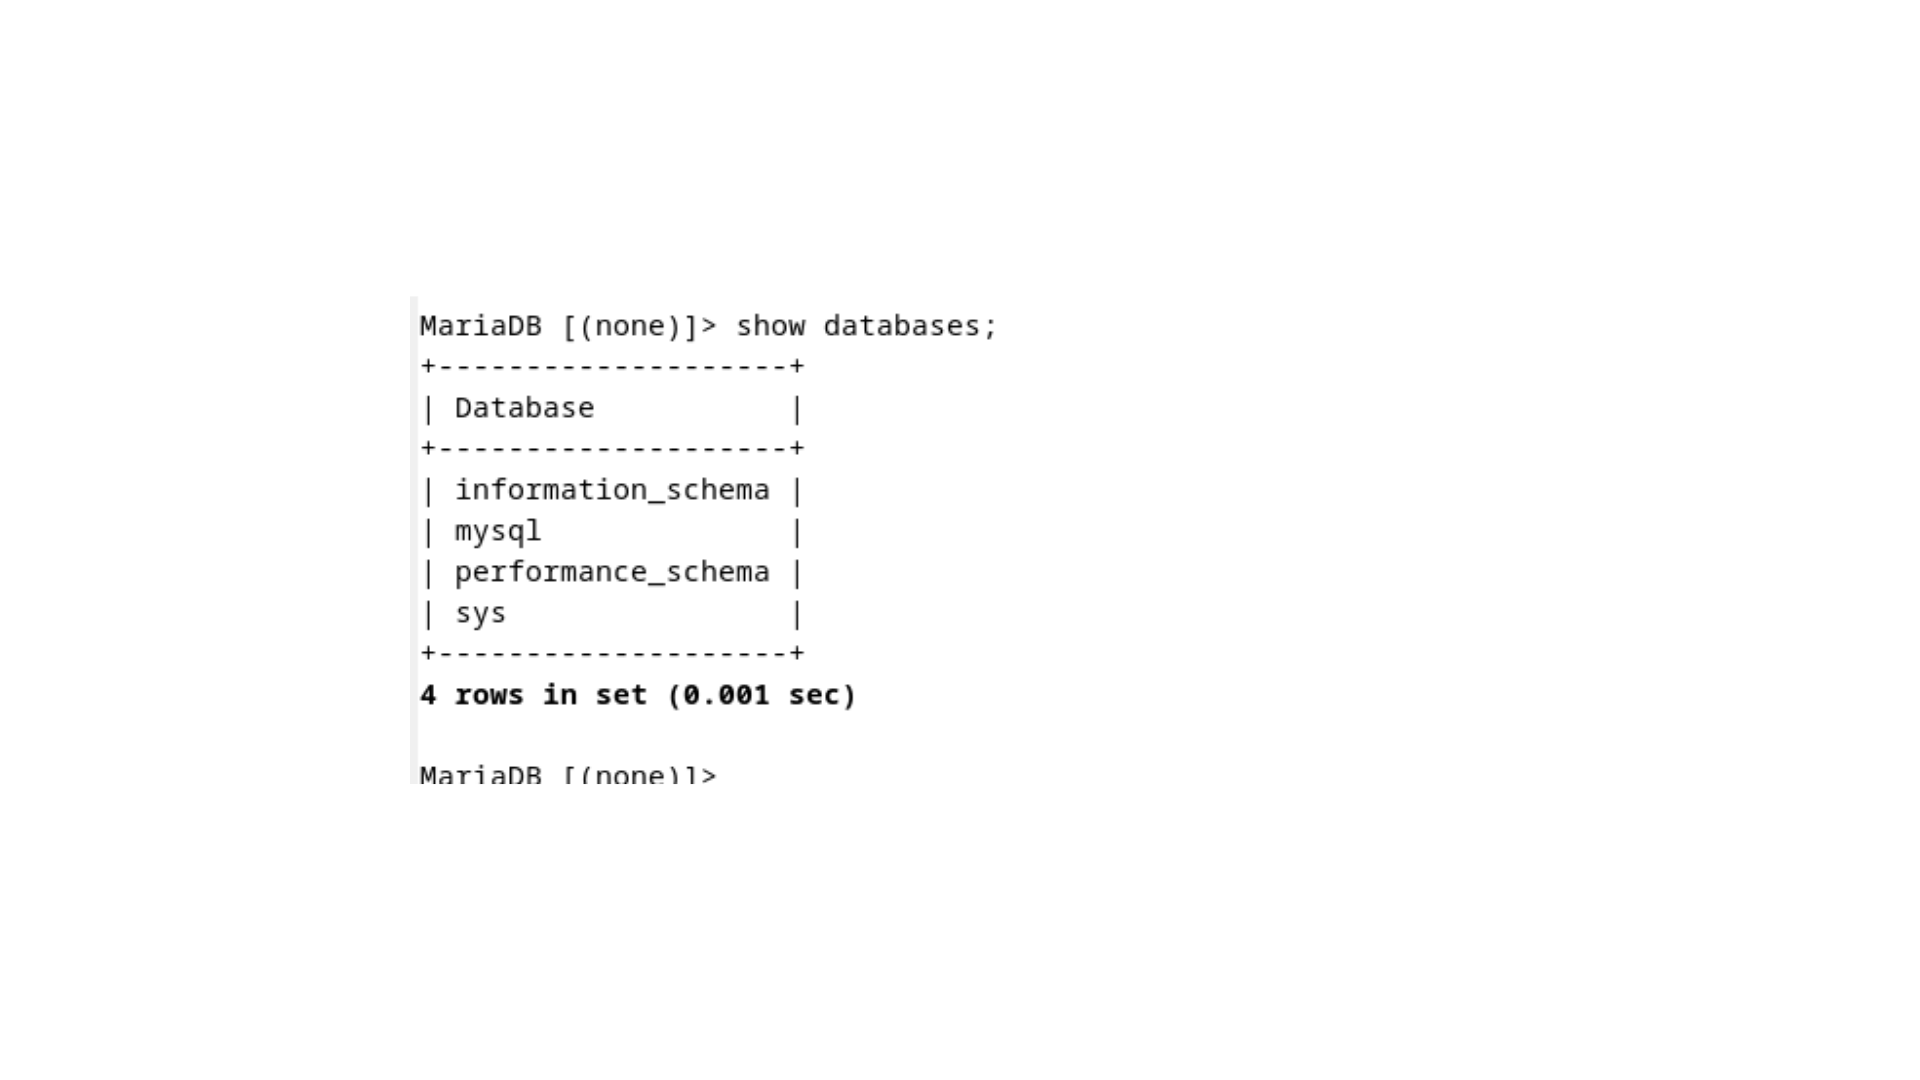 MariaDB [(none)]> show databases;
+--------------------+
| Database           |
+--------------------+
| information_schema |
| mysql              |
| performance_schema |
| sys                |
+--------------------+
4 rows in set (0.001 sec)
MariaDB [(none)]>